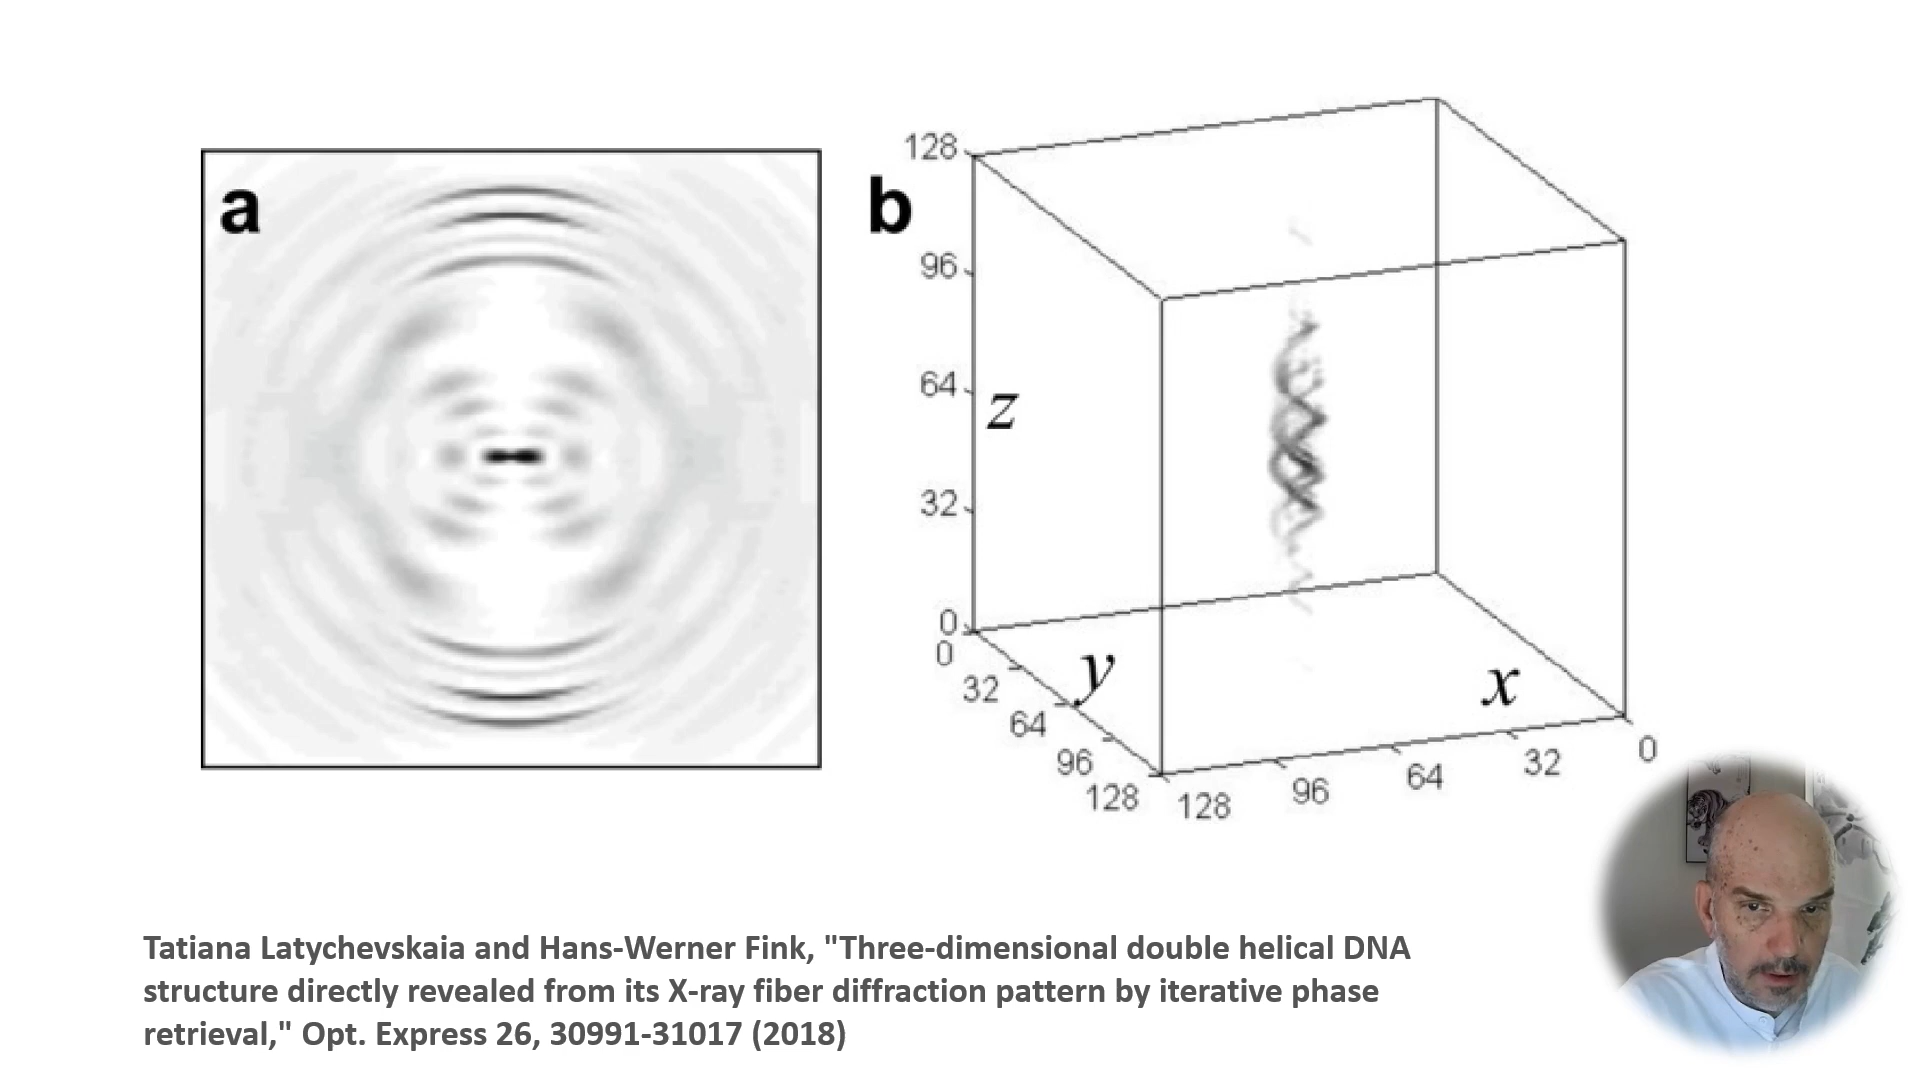 a
b
128
96
64
32
0
z
0
32
64
96
128
y
128
96
64
32
0
x
Tatiana Latychevskaia and Hans-Werner Fink, "Three-dimensional double helical DNA
structure directly revealed from its X-ray fiber diffraction pattern by iterative phase
retrieval," Opt. Express 26, 30991-31017 (2018)